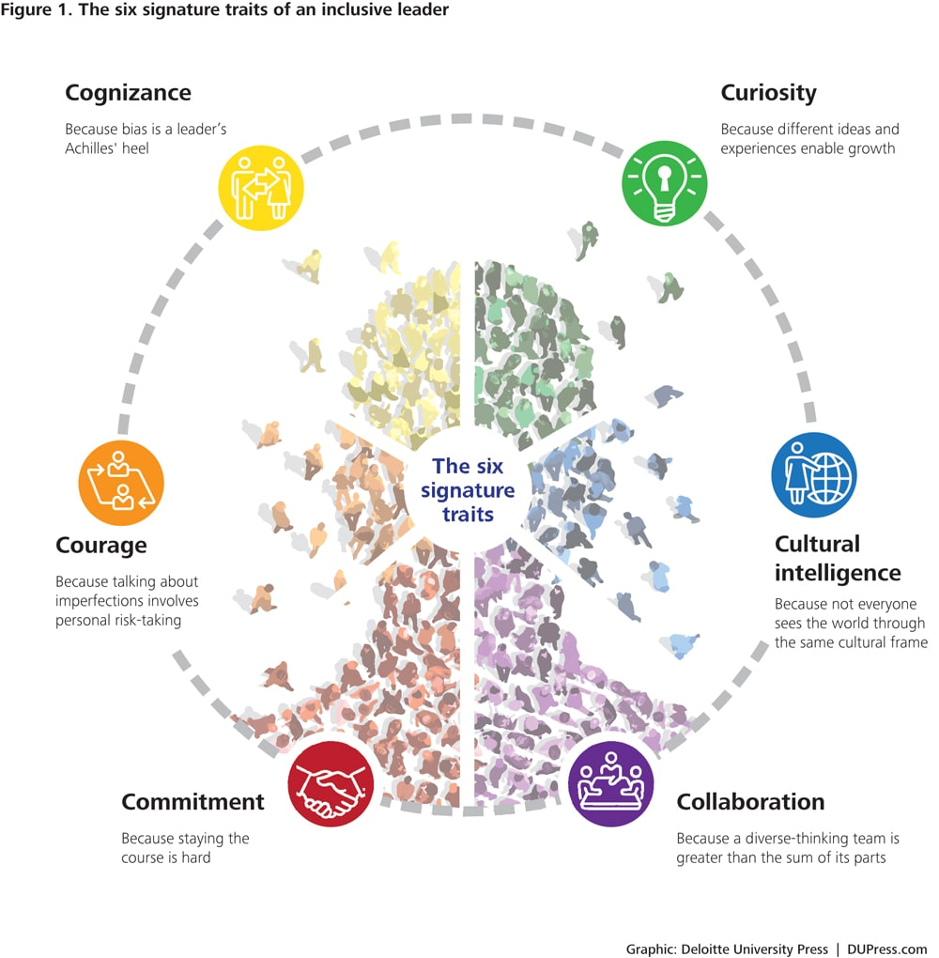 Figure 1. The six signature traits of an inclusive leader
Cognizance
Because bias is a leader’s
Achilles' heel
Curiosity
Because different ideas and
experiences enable growth
The six
signature
traits
Courage
Because talking about
imperfections involves
personal risk-taking
Cultural
intelligence
Because not everyone
sees the world through
the same cultural frame
Commitment
Because staying the
course is hard
Collaboration
Because a diverse-thinking team is
greater than the sum of its parts
Graphic: Deloitte University Press | DUPress.com